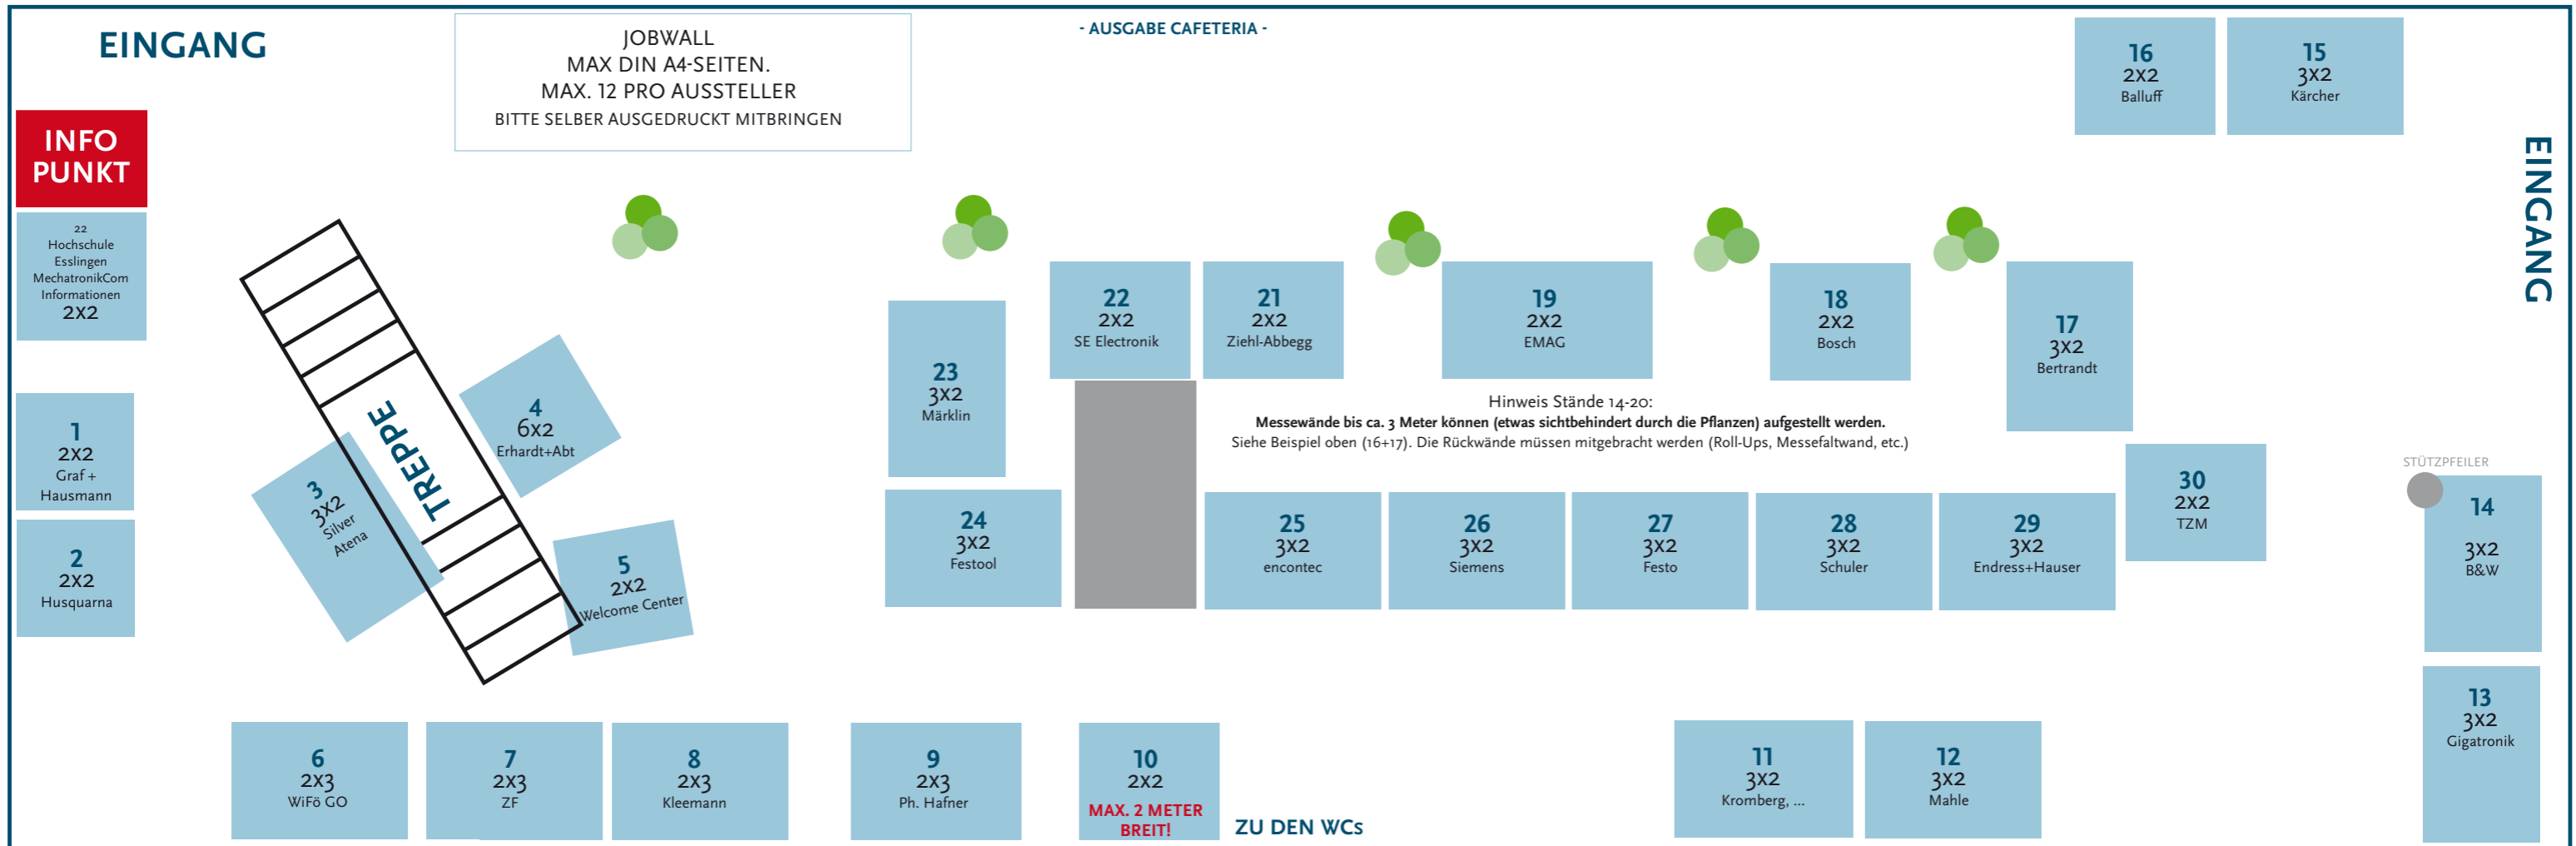 EINGANG
JOBWALL
MAX DIN A4-SEITEN.
MAX. 12 PRO AUSSTELLER
BITTE SELBER AUSGEDRUCKT MITBRINGEN
- AUSGABE CAFETERIA -
16
2X2
Balluff
15
3X2
Kärcher
EINGANG
INFO
PUNKT
22
Hochschule
Esslingen
MechatronikCom
Informationen
2X2
1
2X2
Graf +
Hausmann
2
2X2
Husquarna
3
3X2
Silver
Atena
TREPPE
4
6X2
Erhardt+Abt
5
2X2
Welcome Center
23
3X2
Märklin
22
2X2
SE Electronik
21
2X2
Ziehl-Abbegg
19
2X2
EMAG
18
2X2
Bosch
17
3X2
Bertrandt
Hinweis Stände 14-20:
Messewände bis ca. 3 Meter können (etwas sichtbehindert durch die Pflanzen) aufgestellt werden.
Siehe Beispiel oben (16+17). Die Rückwände müssen mitgebracht werden (Roll-Ups, Messefaltwand, etc.)
24
3X2
Festool
25
3X2
encontec
26
3X2
Siemens
27
3X2
Festo
28
3X2
Schuler
29
3X2
Endress+Hauser
30
2X2
TZM
STÜTZPFEILER
14
3X2
B&W
13
3X2
Gigatronik
6
2X3
WiFö GO
7
2X3
ZF
8
2X3
Kleemann
9
2X3
Ph. Hafner
10
2X2
MAX. 2 METER
BREIT!
ZU DEN WCs
11
3X2
Kromberg, ...
12
3X2
Mahle